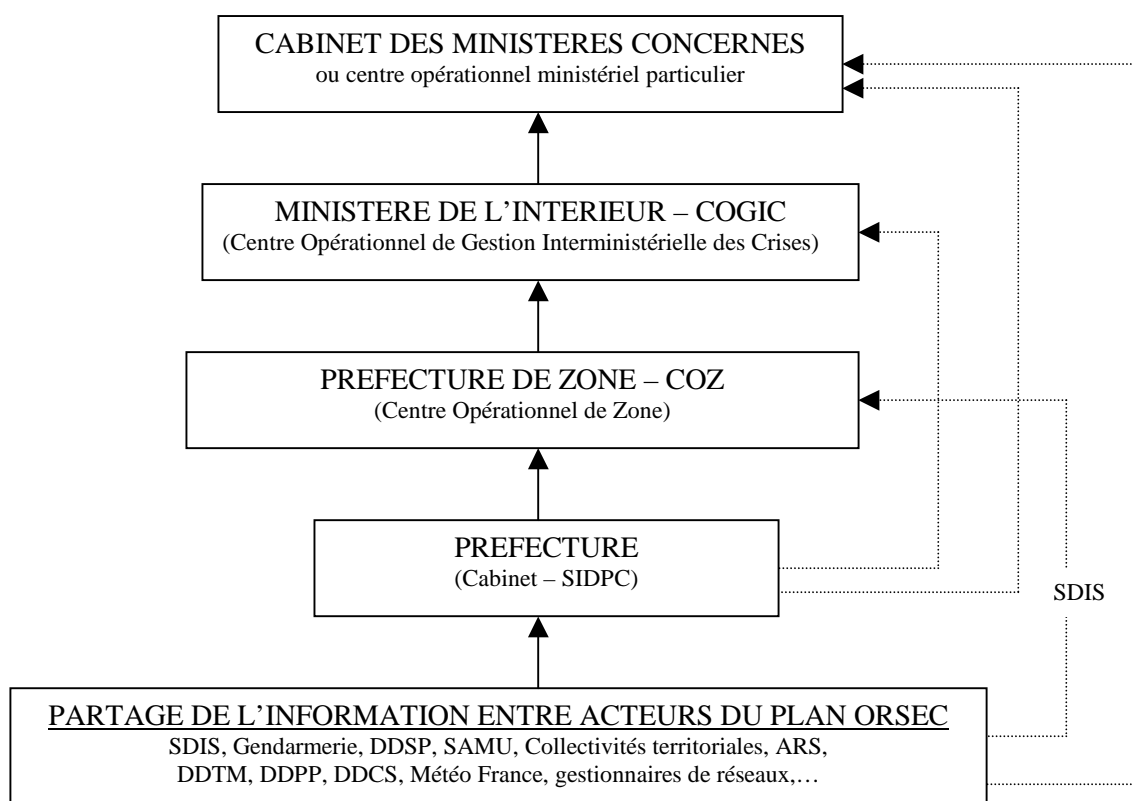 CABINET DES MINISTERES CONCERNES
ou centre opérationnel ministériel particulier
MINISTERE DE L'INTERIEUR – COGIC
(Centre Opérationnel de Gestion Interministérielle des Crises)
PREFECTURE DE ZONE – COZ
(Centre Opérationnel de Zone)
PREFECTURE
(Cabinet – SIDPC)
SDIS
PARTAGE DE L'INFORMATION ENTRE ACTEURS DU PLAN ORSEC
SDIS, Gendarmerie, DDSP, SAMU, Collectivités territoriales, ARS,
DDTM, DDPP, DDCS, Météo France, gestionnaires de réseaux,…